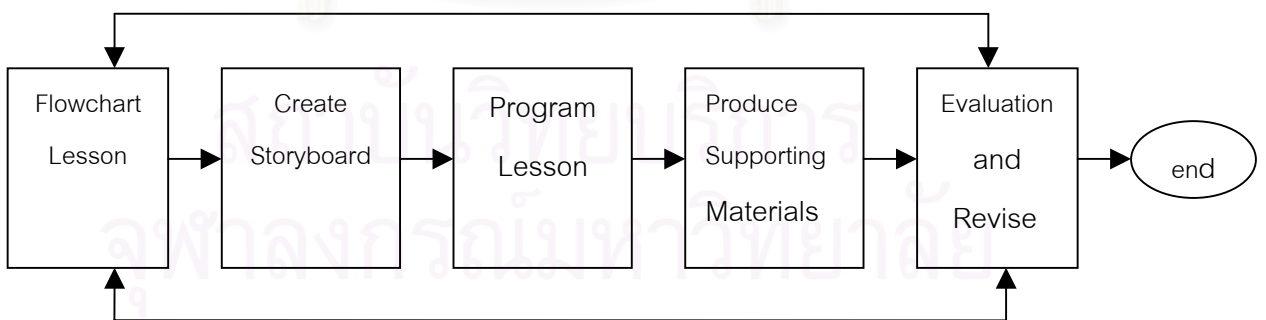 Flowchart
Lesson
Create
Storyboard
Program
Lesson
Produce
Supporting
Materials
Evaluation
and
Revise
end
สถาบันวิทยบริการ
จุฬาลงกรณ์มหาวิทยาลัย